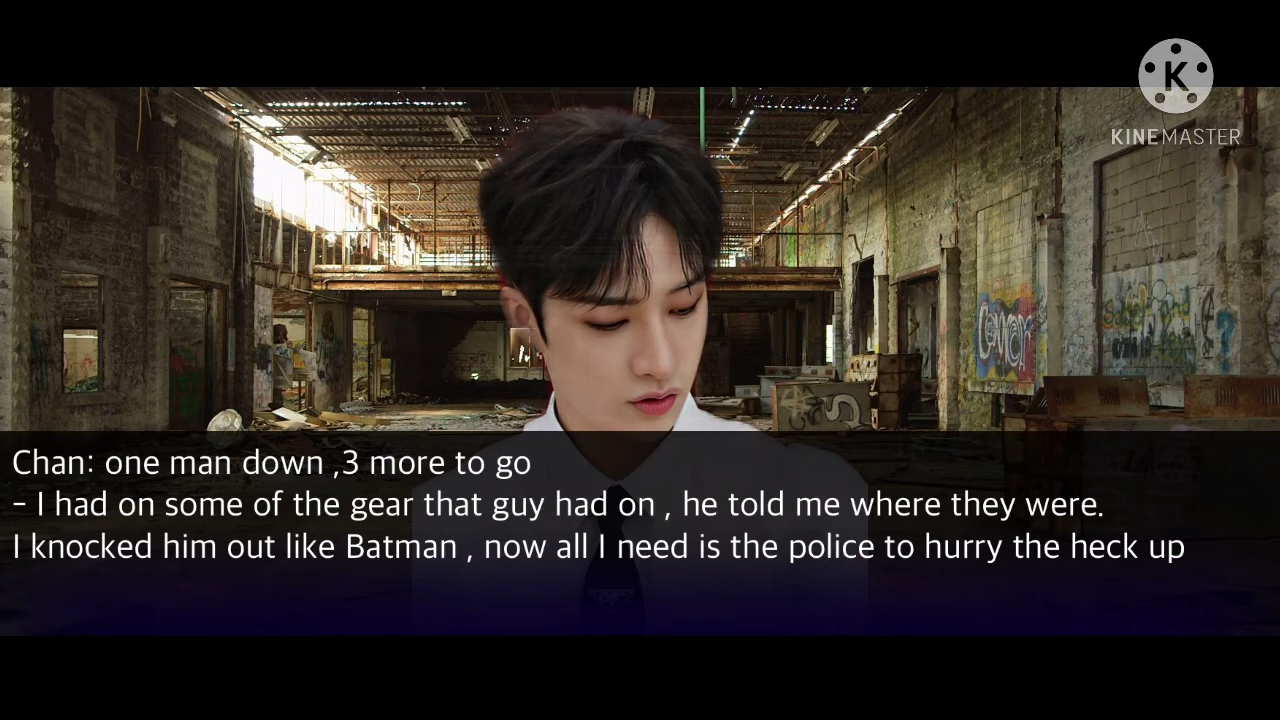 KINEMASTER
Chan: one man down ,3 more to go
- I had on some of the gear that guy had on , he told me where they were.
I knocked him out like Batman , now all I need is the police to hurry the heck up